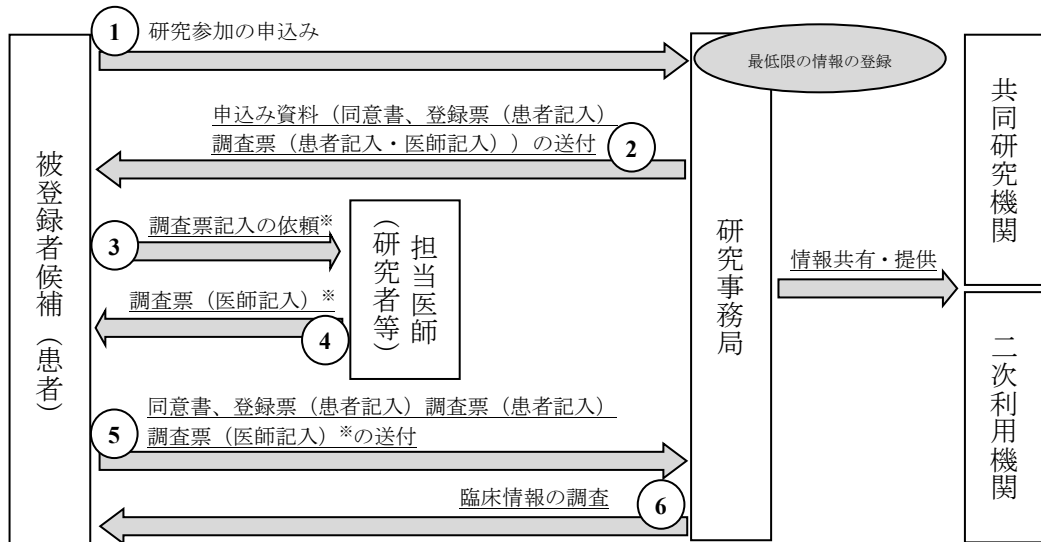 1 研究参加の申込み
最低限の情報の登録
申込み資料（同意書、登録票（患者記入）
調査票（患者記入・医師記入））の送付 2
被登録者候補（患者）
3 調査票記入の依頼※
調査票（医師記入）※
4
担当医師
（研究者等）
5 同意書、登録票（患者記入）調査票（患者記入）
調査票（医師記入）※の送付
臨床情報の調査 6
研究事務局
情報共有・提供
共同研究機関
二次利用機関